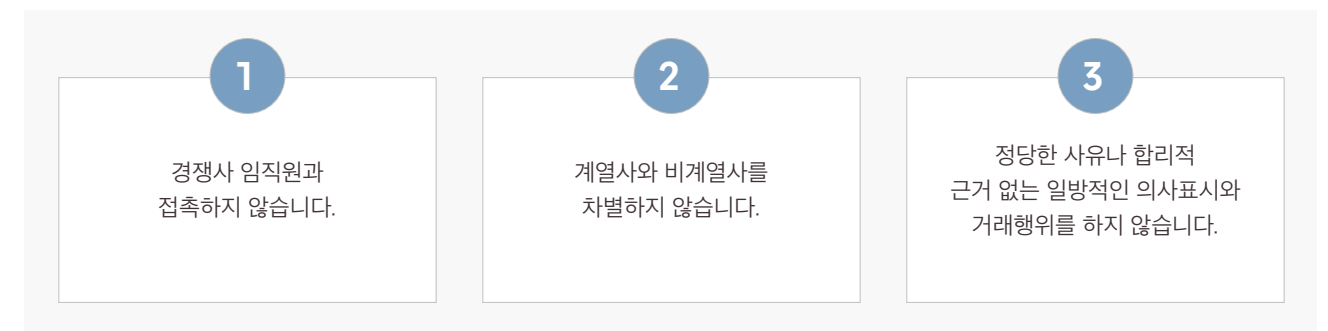 1
경쟁사 임직원과
접촉하지 않습니다.
2
계열사와 비계열사를
차별하지 않습니다.
3
정당한 사유나 합리적
근거 없는 일방적인 의사표시와
거래행위를 하지 않습니다.